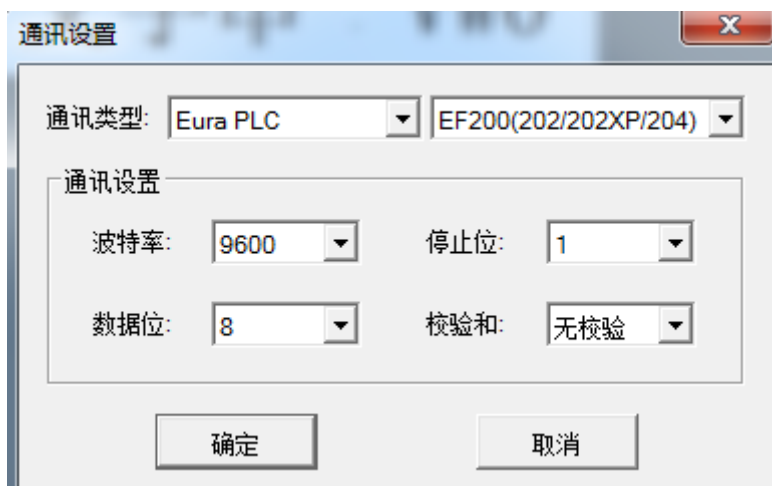 通讯设置
通讯类型: Eura PLC EF200(202/202XP/204)
通讯设置
波特率: 9600 停止位: 1
数据位: 8 校验和: 无校验
确定 取消